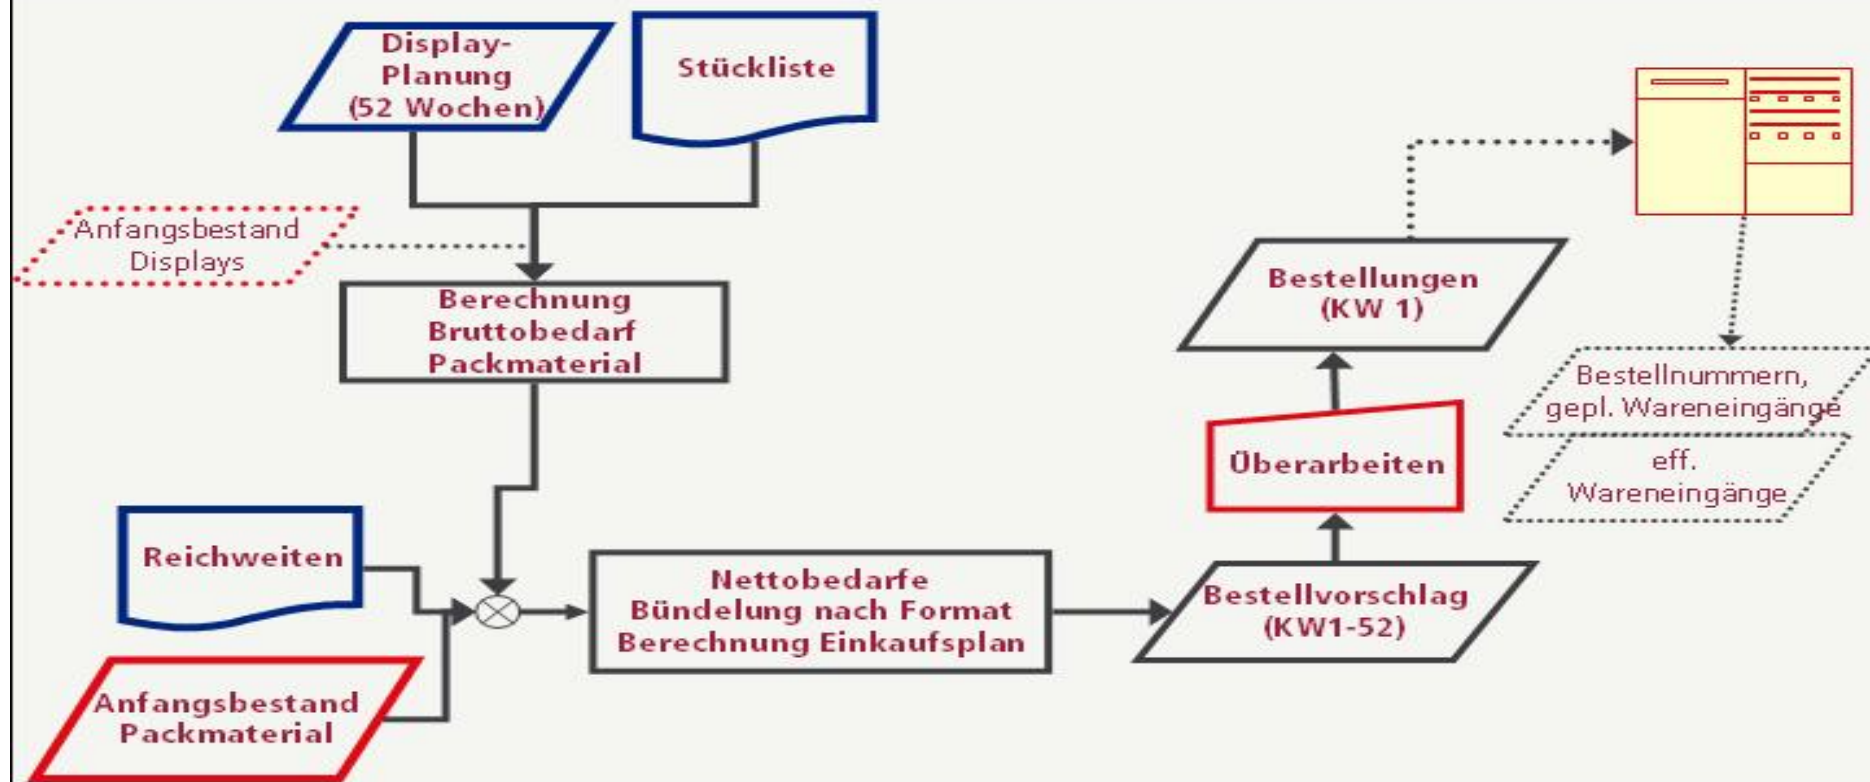 Display-
Planung
(52 Wochen)
Stückliste
Anfangsbestand
Displays
Berechnung
Bruttobedarf
Packmaterial
Reichweiten
Anfangsbestand
Packmaterial
Nettobedarfe
Bündelung nach Format
Berechnung Einkaufsplan
Bestellvorschlag
(KW1-52)
Überarbeiten
Bestellungen
(KW 1)
Bestellnummern,
gepl. Wareneingänge
eff.
Wareneingänge